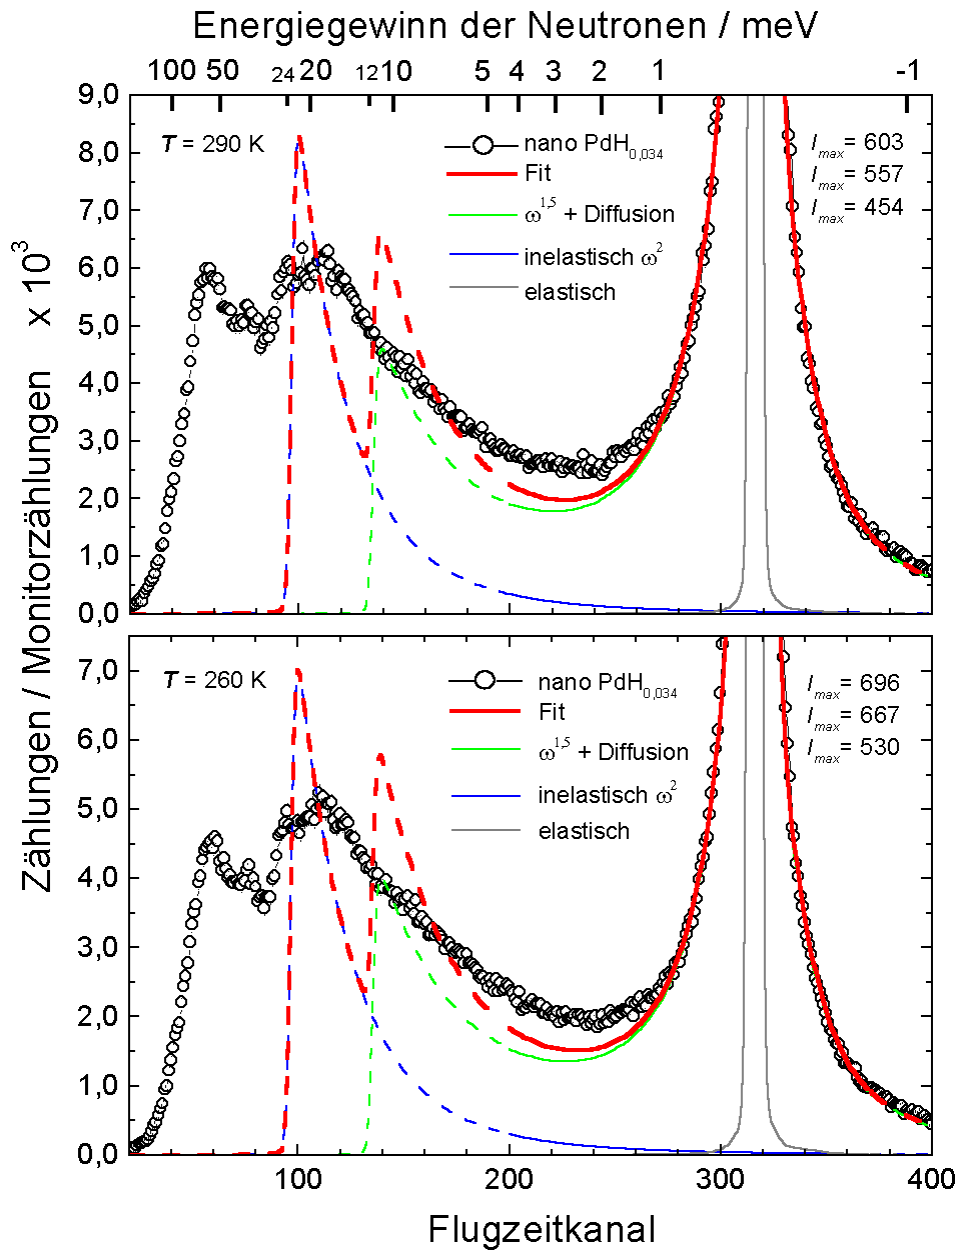 Energiegewinn der Neutronen / meV
100 50 24 20 12 10 5 4 3 2 1 -1
9,0
8,0
7,0
6,0
5,0
4,0
3,0
2,0
1,0
0,0
T = 290 K
nano PdH0,034
Fit
ω1,5 + Diffusion
inelastisch ω2
elastisch
Imax= 603
Imax= 557
Imax= 454
7,0
6,0
5,0
4,0
3,0
2,0
1,0
0,0
T = 260 K
nano PdH0,034
Fit
ω1,5 + Diffusion
inelastisch ω2
elastisch
Imax= 696
Imax= 667
Imax= 530
100 200 300 400
Flugzeitkanal
Zählungen / Monitorzählungen x 103